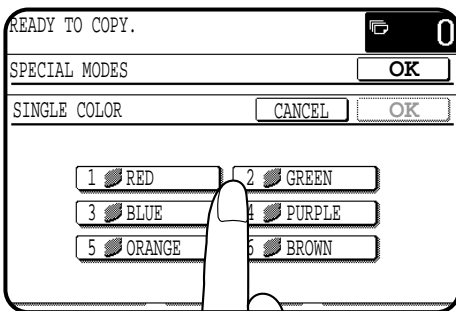 READY TO COPY. 0
SPECIAL MODES OK
SINGLE COLOR CANCEL OK
1 RED 2 GREEN
3 BLUE 4 PURPLE
5 ORANGE 6 BROWN